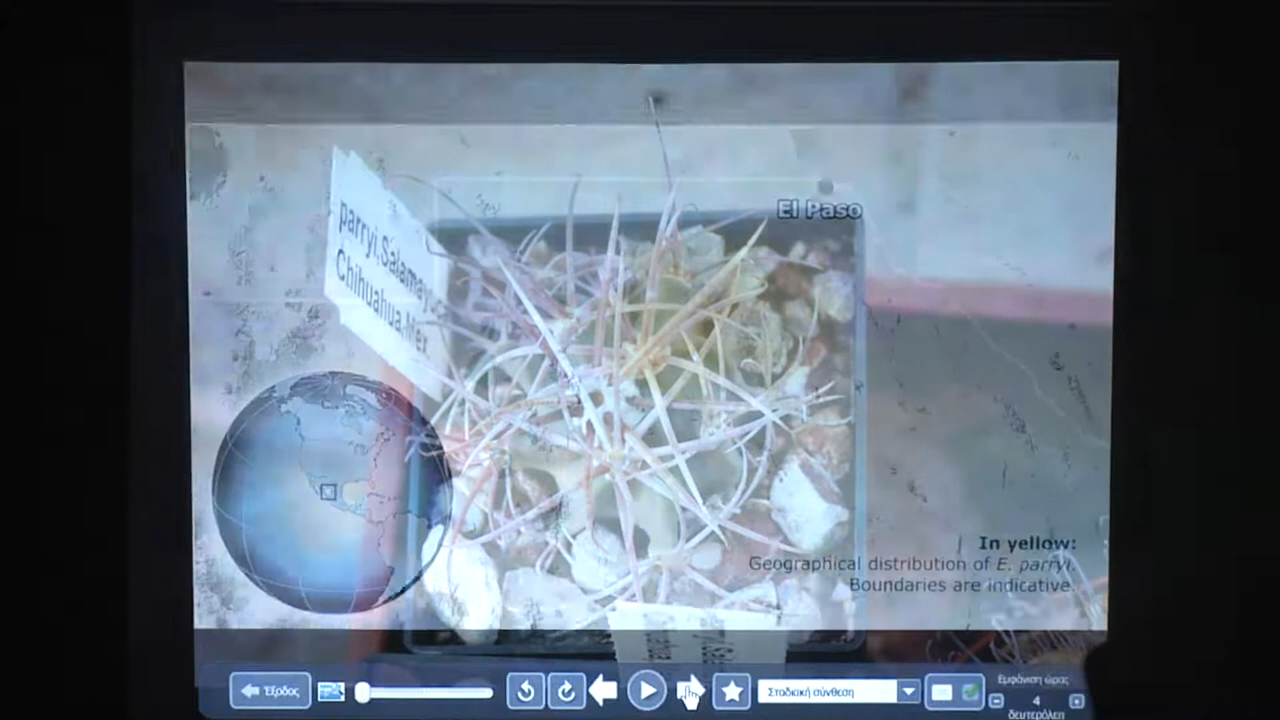 El Paso
parryi,Salamay
Chihuahua,Mex
In yellow:
Geographical distribution of E. parryi.
Boundaries are indicative.
Έξοδος
Σταδιακή σύνθεση
Εμφάνιση ώρας
4
δευτερόλεπ